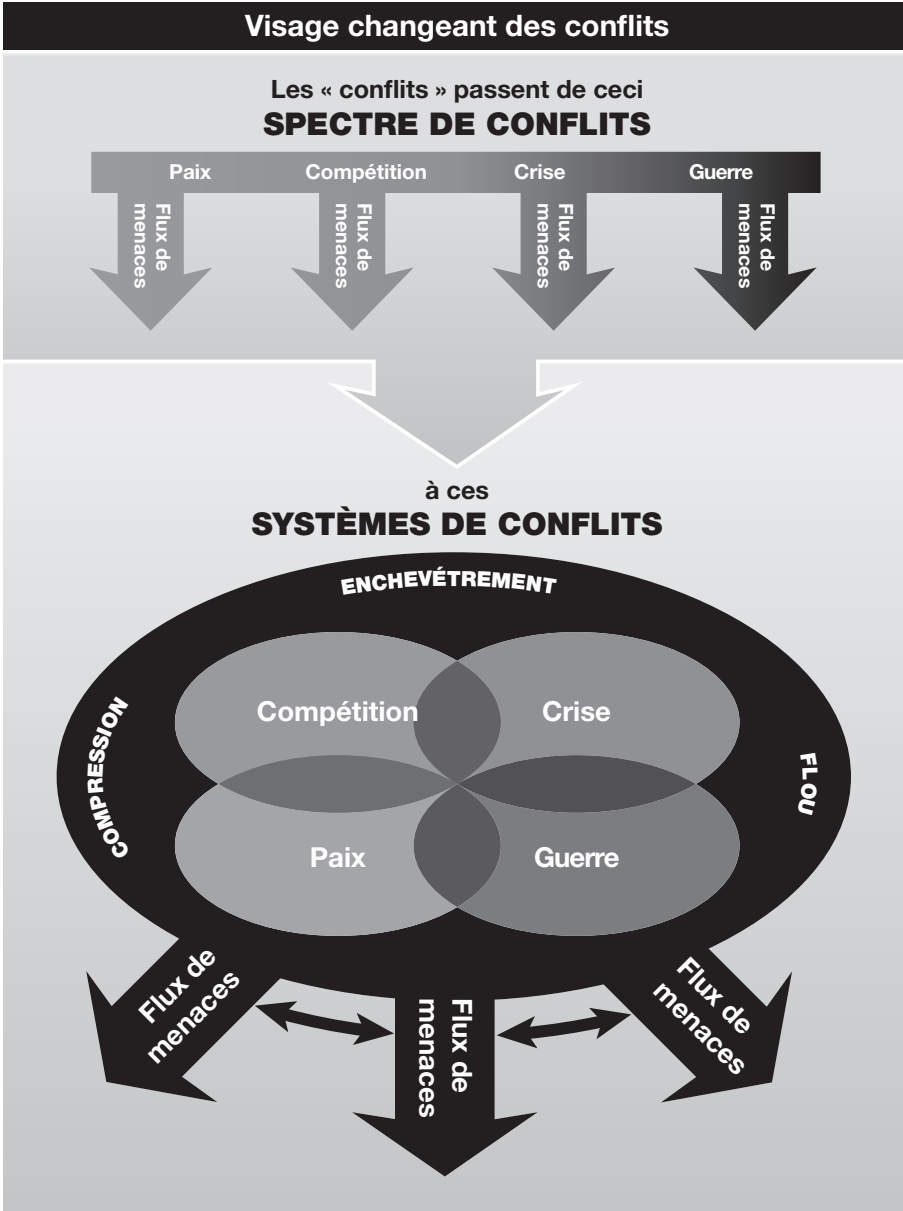 Visage changeant des conflits
Les « conflits » passent de ceci
SPECTRE DE CONFLITS
Paix
Compétition
Crise
Guerre
Flux de
menaces
Flux de
menaces
Flux de
menaces
Flux de
menaces
à ces
SYSTÈMES DE CONFLITS
ENCHEVÉTREMENT
COMPRESSION
FLOU
Compétition
Crise
Paix
Guerre
Flux de
menaces
Flux de
menaces
Flux de
menaces